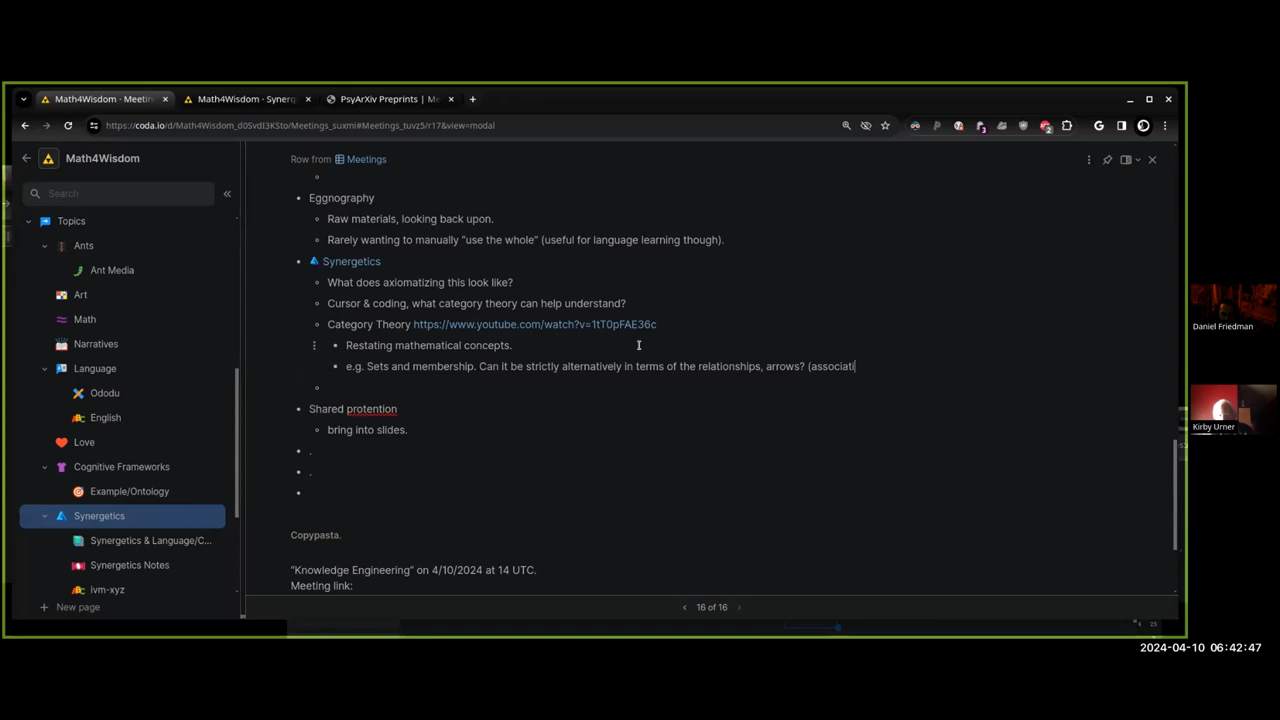 Math4Wisdom · Meetin
Math4Wisdom · Synerg
PsyArXiv Preprints | Me
https://coda.io/d/Math4Wisdom_d0SvdI3KSto/Meetings_suxmi#Meetings_tuvz5/r17&view=modal
Math4Wisdom
Search
Topics
Ants
Ant Media
Art
Math
Narratives
Language
Ododu
English
Love
Cognitive Frameworks
Example/Ontology
Synergetics
Synergetics & Language/C...
Synergetics Notes
ivm-xyz
New page
Row from Meetings
Eggnography
Raw materials, looking back upon.
Rarely wanting to manually "use the whole" (useful for language learning though).
Synergetics
What does axiomatizing this look like?
Cursor & coding, what category theory can help understand?
Category Theory https://www.youtube.com/watch?v=1tT0pFAE36c
Restating mathematical concepts.
e.g. Sets and membership. Can it be strictly alternatively in terms of the relationships, arrows? (associati
Shared protention
bring into slides.
.
.
Copypasta.
"Knowledge Engineering" on 4/10/2024 at 14 UTC.
Meeting link:
16 of 16
Daniel Friedman
Kirby Urner
2024-04-10 06:42:47